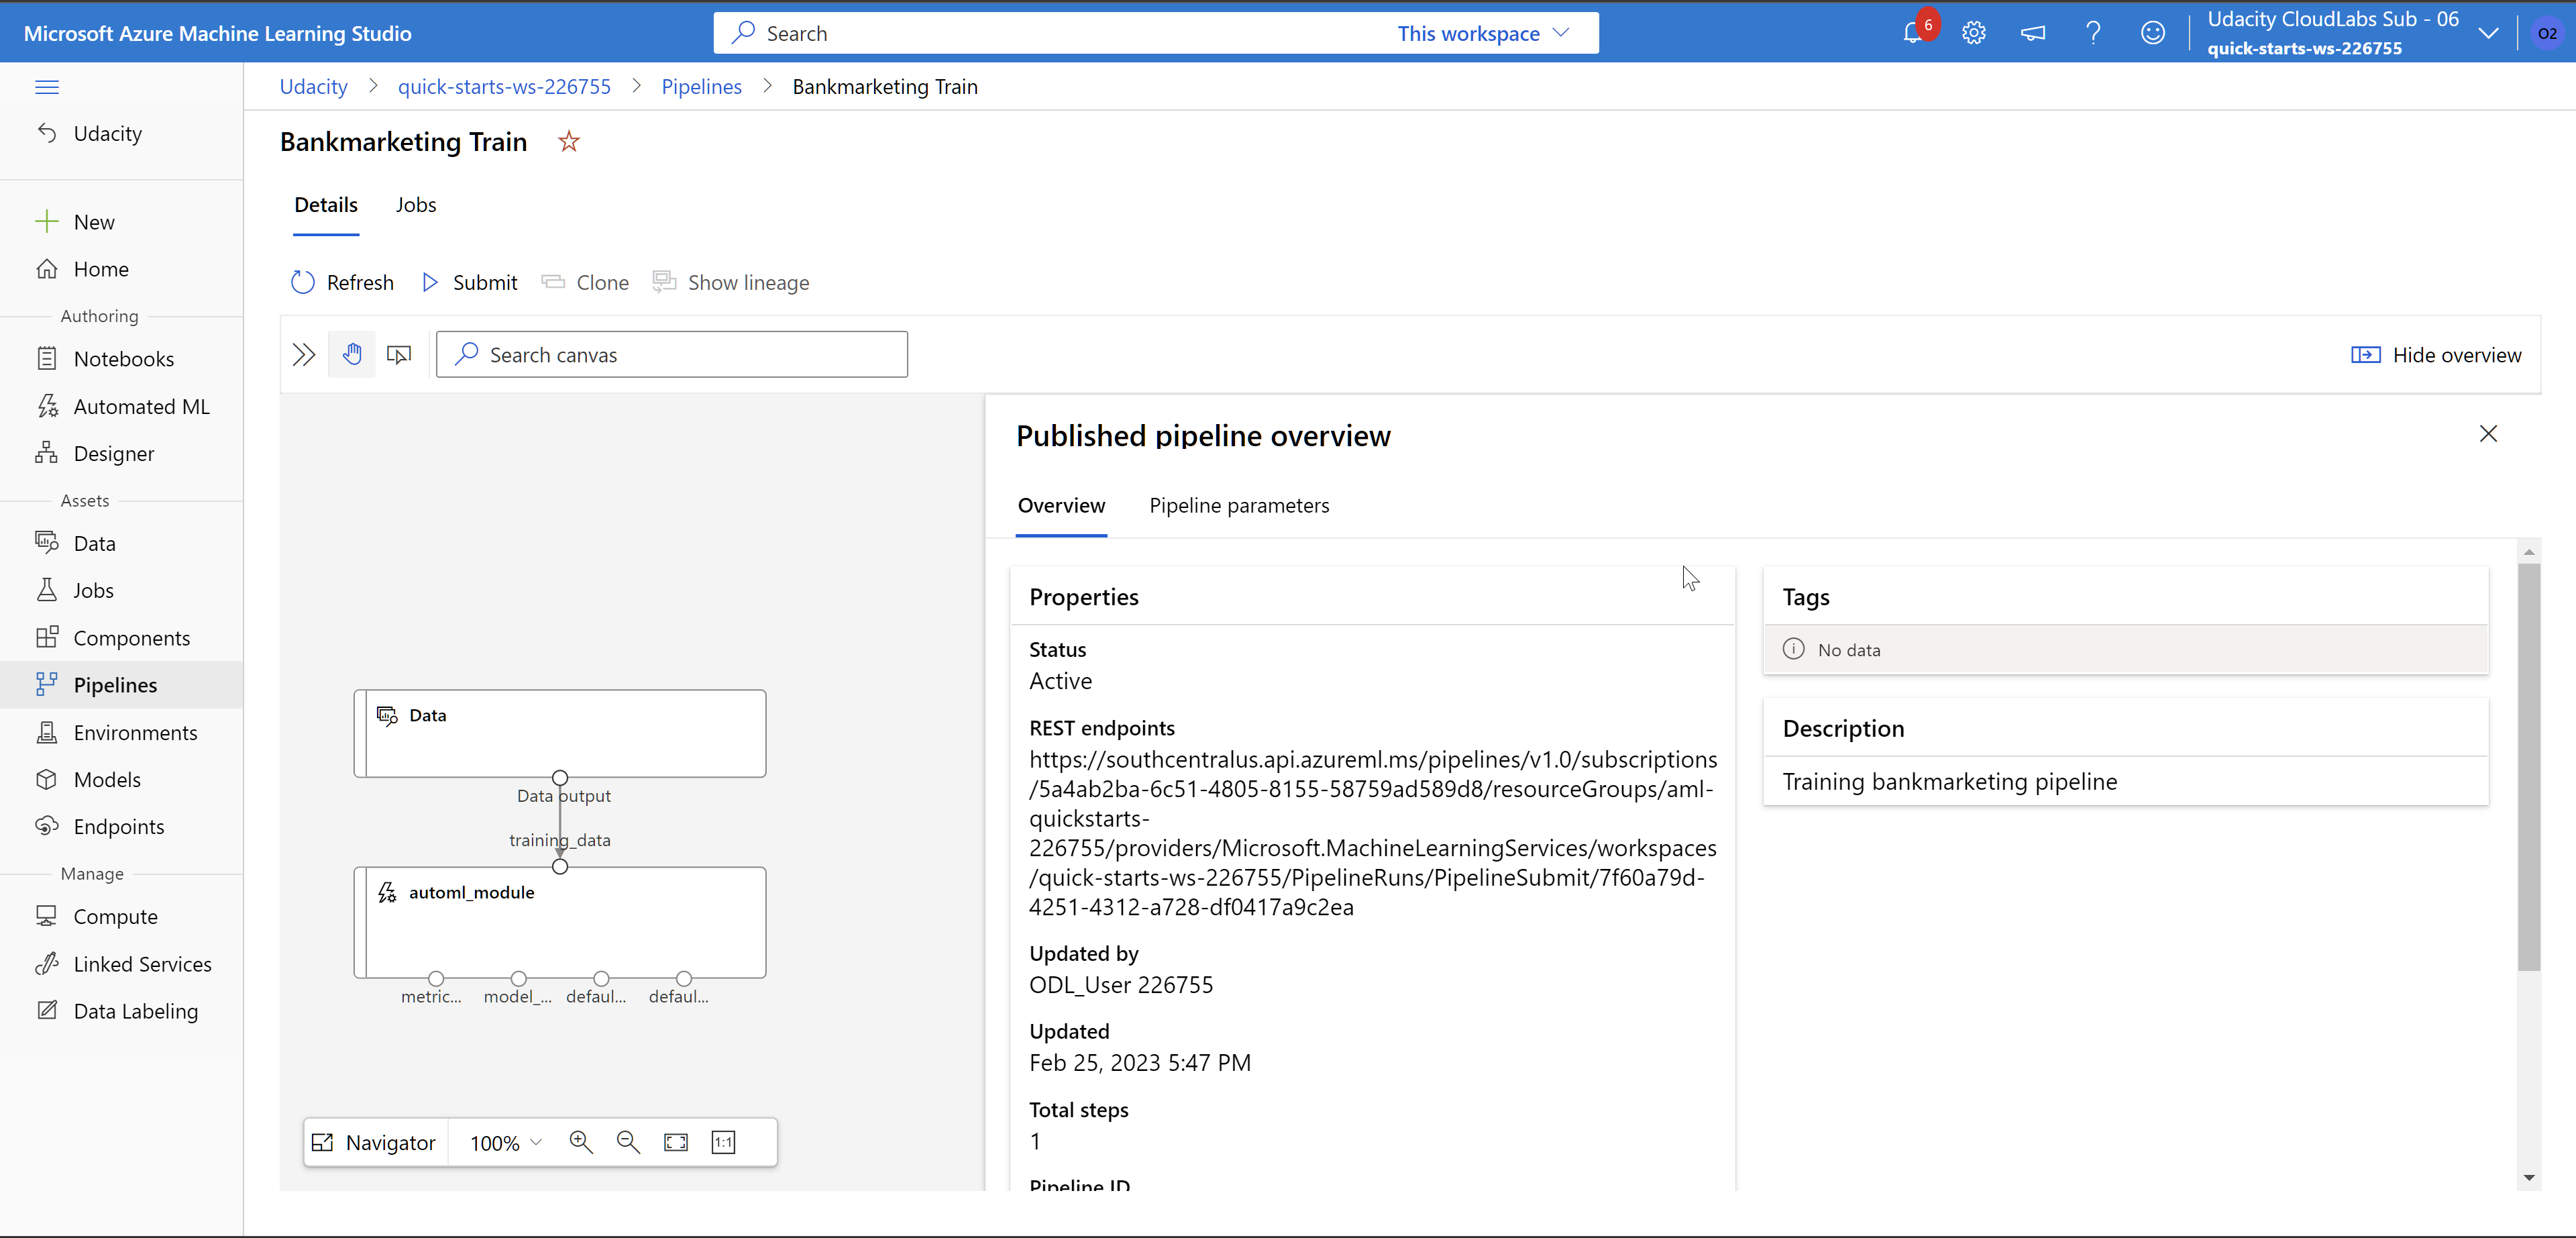 Microsoft Azure Machine Learning Studio
Search
This workspace
6
Udacity CloudLabs Sub - 06
quick-starts-ws-226755
O2
Udacity > quick-starts-ws-226755 > Pipelines > Bankmarketing Train
Udacity
New
Home
Authoring
Notebooks
Automated ML
Designer
Assets
Data
Jobs
Components
Pipelines
Environments
Models
Endpoints
Manage
Compute
Linked Services
Data Labeling
Bankmarketing Train
Details Jobs
Refresh Submit Clone Show lineage
Search canvas
Hide overview
Data
Data output
training_data
automl_module
metric... model_... defaul... defaul...
Navigator 100% 1:1
Published pipeline overview
Overview Pipeline parameters
Properties
Status
Active
REST endpoints
https://southcentralus.api.azureml.ms/pipelines/v1.0/subscriptions
/5a4ab2ba-6c51-4805-8155-58759ad589d8/resourceGroups/aml-
quickstarts-
226755/providers/Microsoft.MachineLearningServices/workspaces
/quick-starts-ws-226755/PipelineRuns/PipelineSubmit/7f60a79d-
4251-4312-a728-df0417a9c2ea
Updated by
ODL_User 226755
Updated
Feb 25, 2023 5:47 PM
Total steps
1
Pipeline ID
Tags
No data
Description
Training bankmarketing pipeline